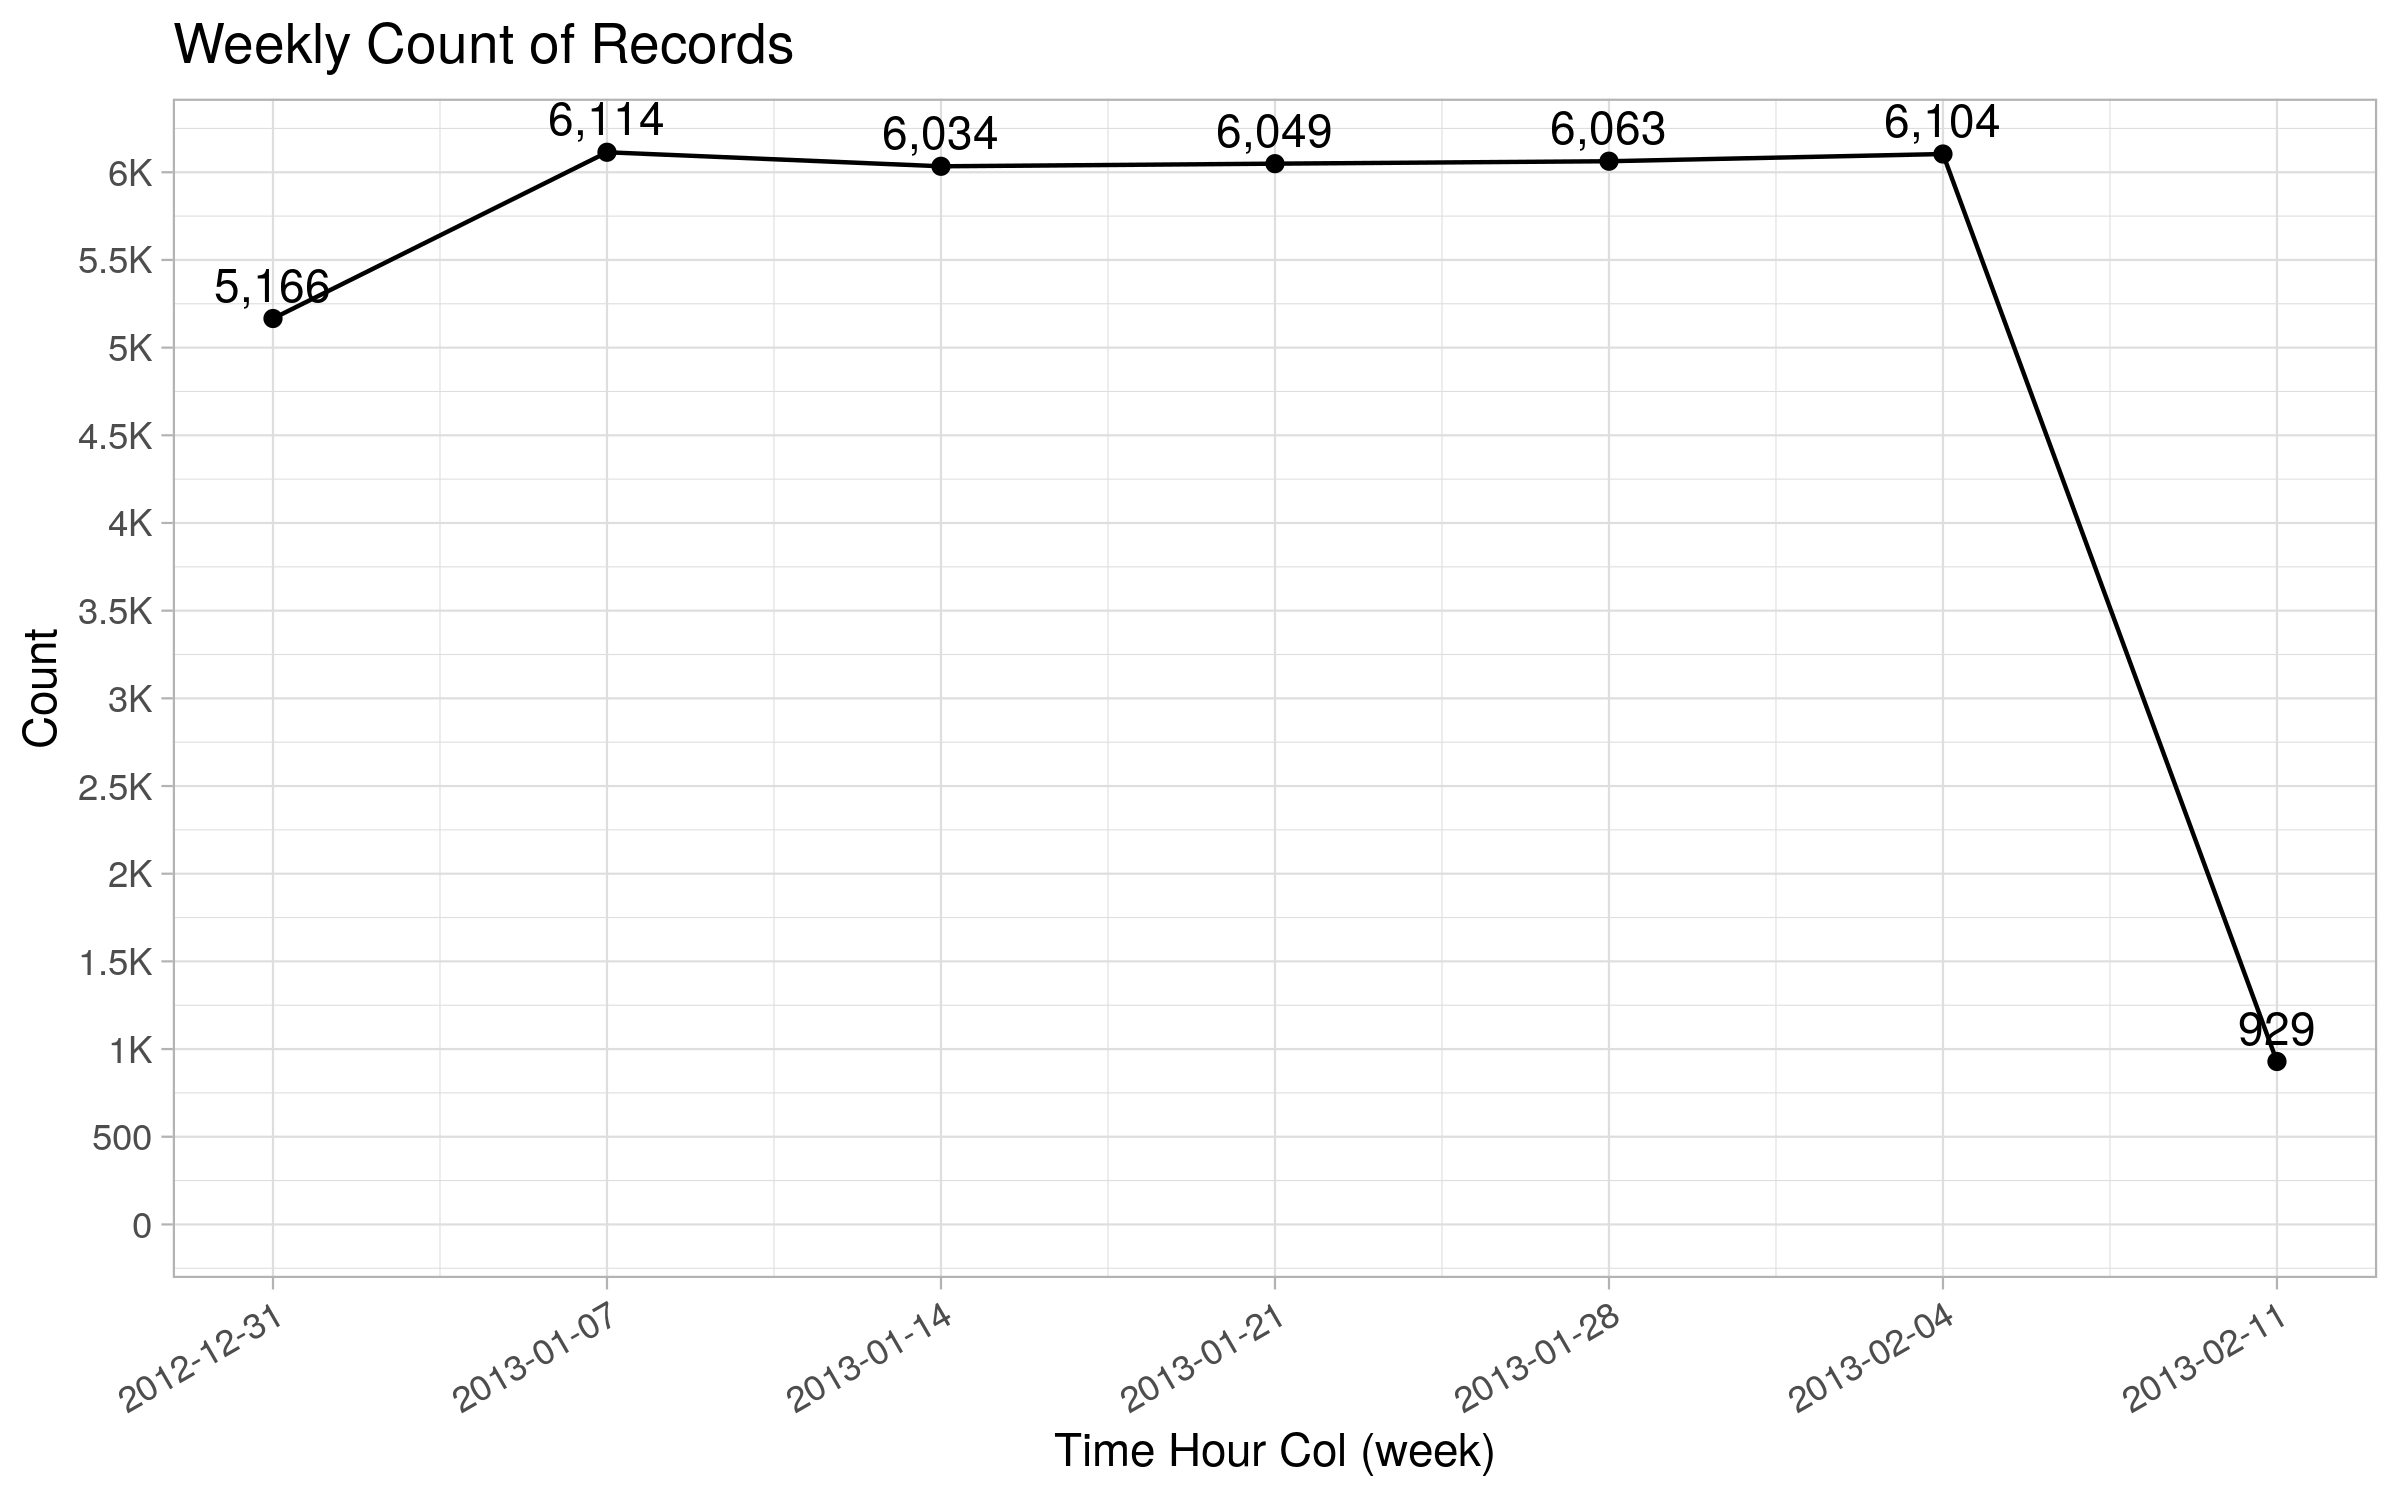 Weekly Count of Records
6,114
6,034
6,049
6,063
6,104
5,166
929
Count
6K
5.5K
5K
4.5K
4K
3.5K
3K
2.5K
2K
1.5K
1K
500
0
2012-12-31
2013-01-07
2013-01-14
2013-01-21
2013-01-28
2013-02-04
2013-02-11
Time Hour Col (week)